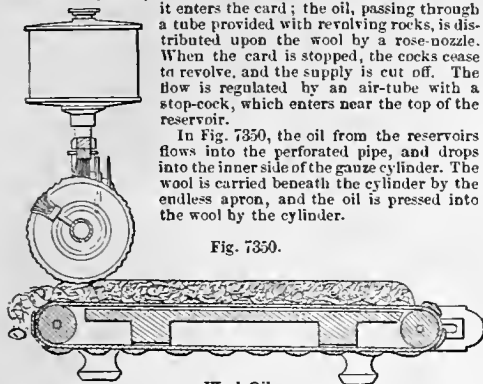 it enters the card; the oil, passing through
a tube provided with revolving rocks, is dis-
tributed upon the wool by a rose-nozzle.
When the card is stopped, the cocks cease
to revolve, and the supply is cut off. The
flow is regulated by an air-tube with a
stop-cock, which enters near the top of the
reservoir.
In Fig. 7350, the oil from the reservoirs
flows into the perforated pipe, and drops
into the inner side of the gauze cylinder. The
wool is carried beneath the cylinder by the
endless apron, and the oil is pressed into
the wool by the cylinder.
Fig. 7350.